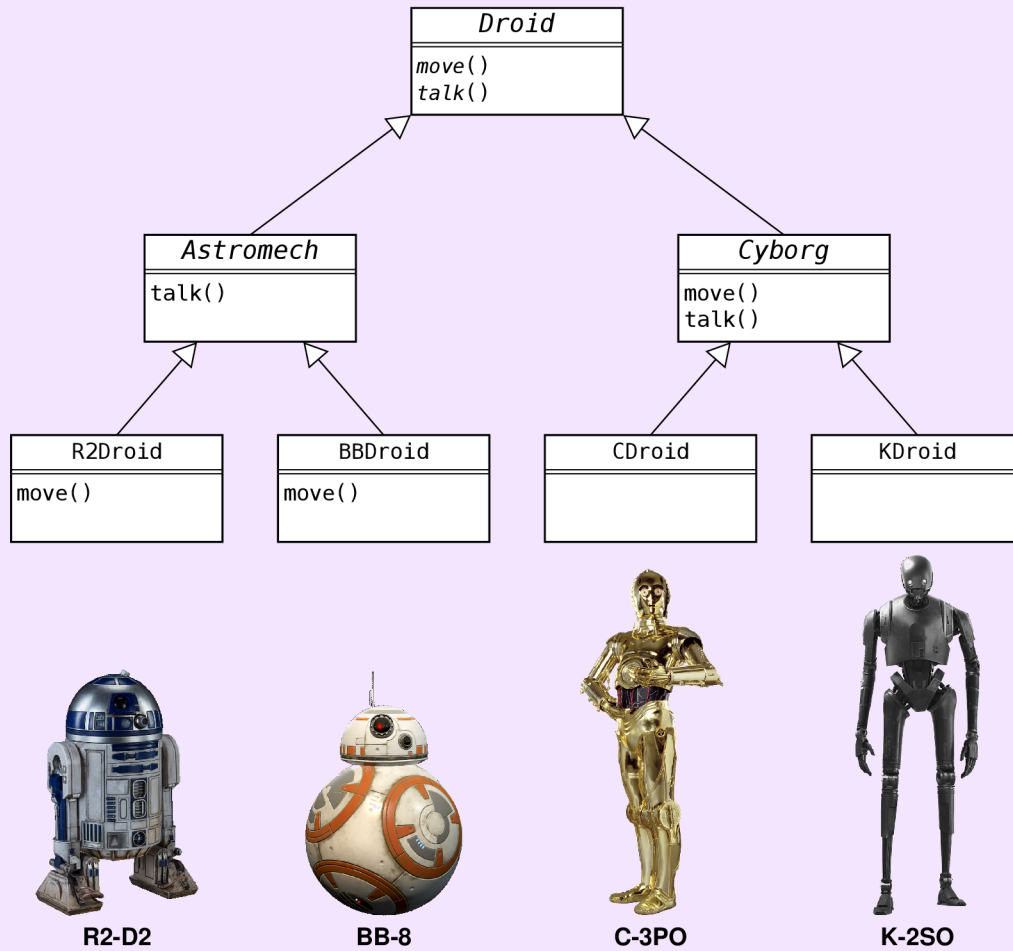 Droid
move()
talk()
Astromech
talk()
Cyborg
move()
talk()
R2Droid
move()
BBDroid
move()
CDroid
KDroid
R2-D2
BB-8
C-3PO
K-2SO